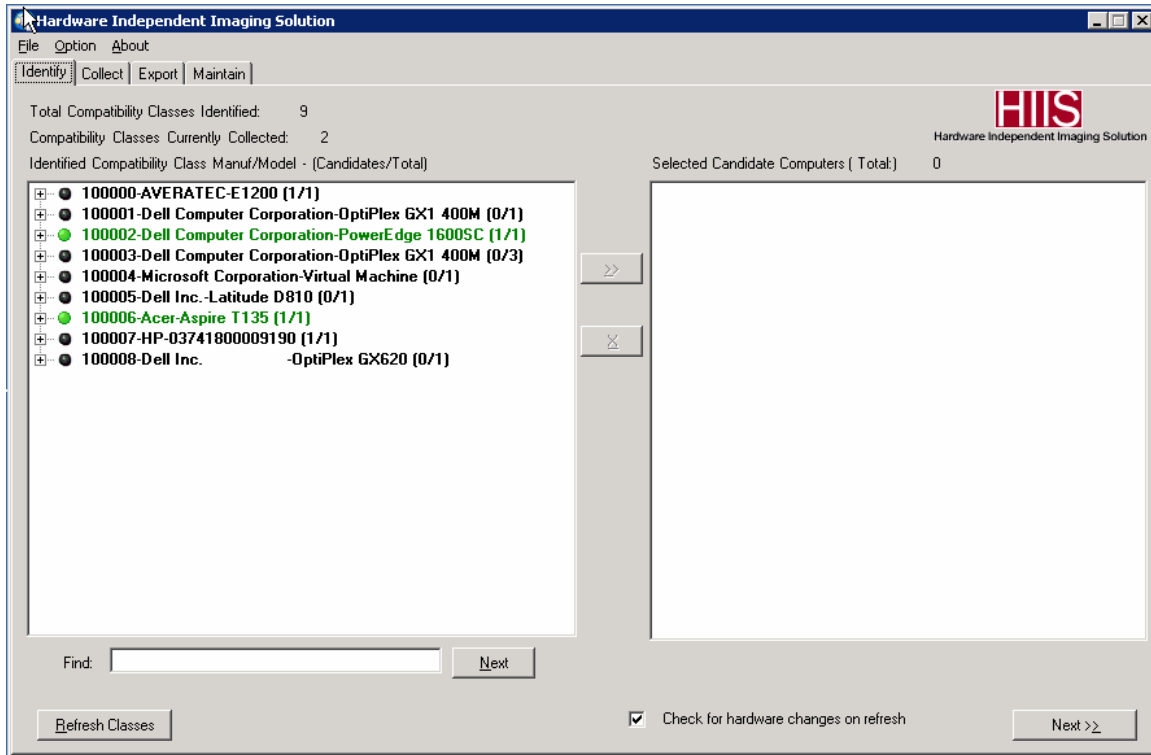 Hardware Independent Imaging Solution
File Option About
Identify Collect Export Maintain
Total Compatibility Classes Identified: 9
HIIS
Compatibility Classes Currently Collected: 2
Hardware Independent Imaging Solution
Identified Compatibility Class Manuf/Model - (Candidates/Total)
Selected Candidate Computers ( Total:) 0
100000-AVERATEC-E1200 (1/1)
100001-Dell Computer Corporation-OptiPlex GX1 400M (0/1)
100002-Dell Computer Corporation-PowerEdge 1600SC (1/1)
100003-Dell Computer Corporation-OptiPlex GX1 400M (0/3)
100004-Microsoft Corporation-Virtual Machine (0/1)
100005-Dell Inc.-Latitude D810 (0/1)
100006-Acer-Aspire T135 (1/1)
100007-HP-03741800009190 (1/1)
100008-Dell Inc. -OptiPlex GX620 (0/1)
>>
X
Find: Next
Refresh Classes
Check for hardware changes on refresh
Next >>